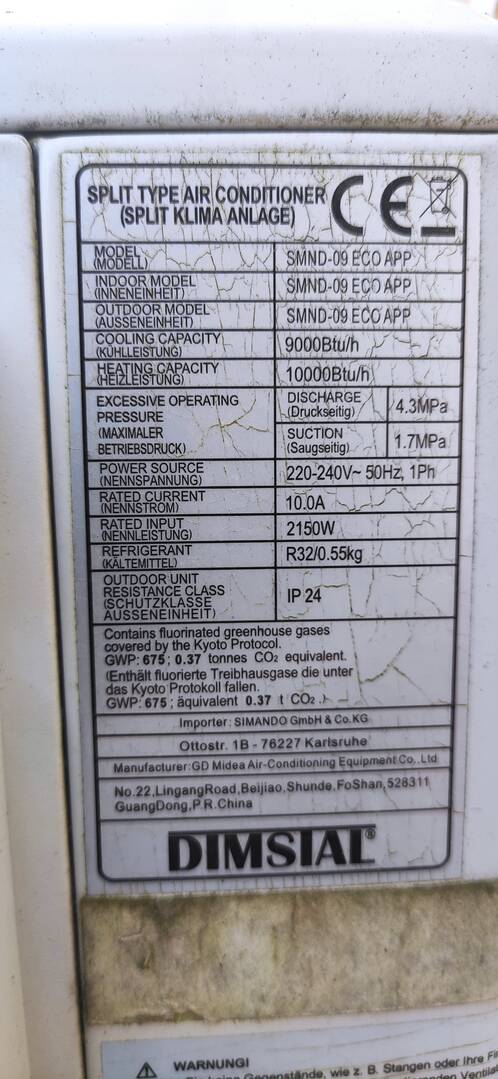 SPLIT TYPE AIR CONDITIONER
(SPLIT KLIMA ANLAGE)
CE
MODEL
(MODELL)
SMND-09 ECO APP
INDOOR MODEL
(INNENEINHEIT)
SMND-09 ECO APP
OUTDOOR MODEL
(AUSSENEINHEIT)
SMND-09 ECO APP
COOLING CAPACITY
(KÜHLLEISTUNG)
9000Btu/h
HEATING CAPACITY
(HEIZLEISTUNG)
10000Btu/h
EXCESSIVE OPERATING
PRESSURE
(MAXIMALER
BETRIEBSDRUCK)
DISCHARGE
(Druckseitig)
4.3MPa
SUCTION
(Saugseitig)
1.7MPa
POWER SOURCE
(NENNSPANNUNG)
220-240V~ 50Hz, 1Ph
RATED CURRENT
(NENNSTROM)
10.0A
RATED INPUT
(NENNLEISTUNG)
2150W
REFRIGERANT
(KÄLTEMITTEL)
R32/0.55kg
OUTDOOR UNIT
RESISTANCE CLASS
(SCHUTZKLASSE
AUSSENEINHEIT)
IP 24
Contains fluorinated greenhouse gases
covered by the Kyoto Protocol.
GWP: 675; 0.37 tonnes CO₂ equivalent.
(Enthält fluorierte Treibhausgase die unter
das Kyoto Protokoll fallen.
GWP: 675; äquivalent 0.37 t CO₂.)
Importer: SIMANDO GmbH & Co.KG
Ottostr. 1B - 76227 Karlsruhe
Manufacturer:GD Midea Air-Conditioning Equipment Co.,Ltd
No.22,LingangRoad,Beijiao,Shunde,FoShan,528311
GuangDong,P.R.China
DIMSTAL®
WARNUNG!
Gegenstände, wie z. B. Stangen oder Ihre